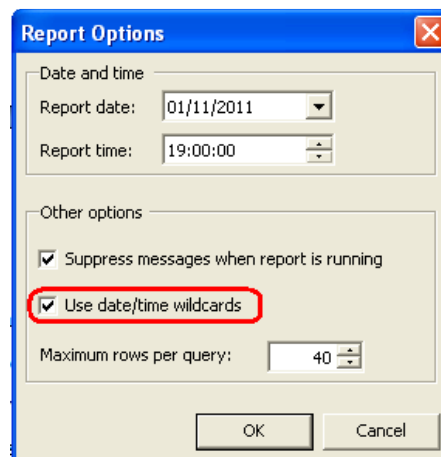 Report Options
Date and time
Report date: 01/11/2011
Report time: 19:00:00
Other options
Suppress messages when report is running
Use date/time wildcards
Maximum rows per query: 40
OK Cancel